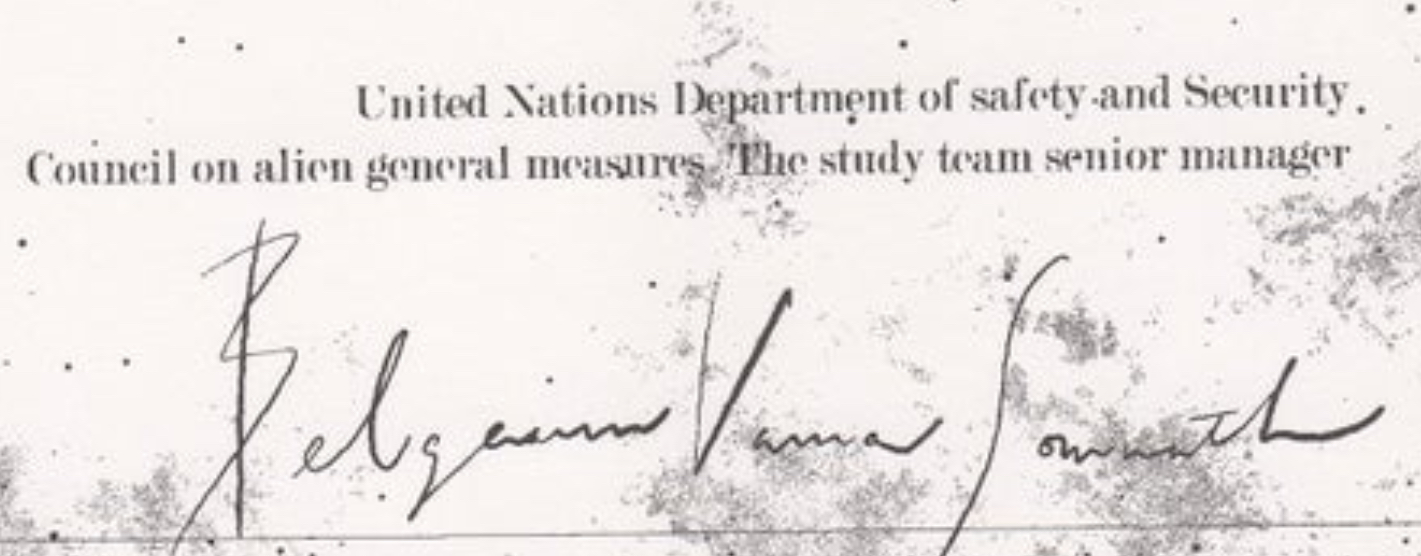 United Nations Department of safety and Security.
Council on alien general measures. The study team senior manager
Belgaum Vama Somnath